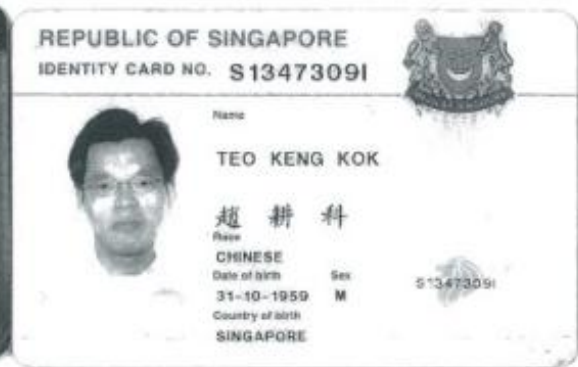 REPUBLIC OF SINGAPORE
IDENTITY CARD NO. S1347309I
Name
TEO KENG KOK
趙 耕 科
Race
CHINESE
Date of birth Sex
31-10-1959 M
S1347309I
Country of birth
SINGAPORE